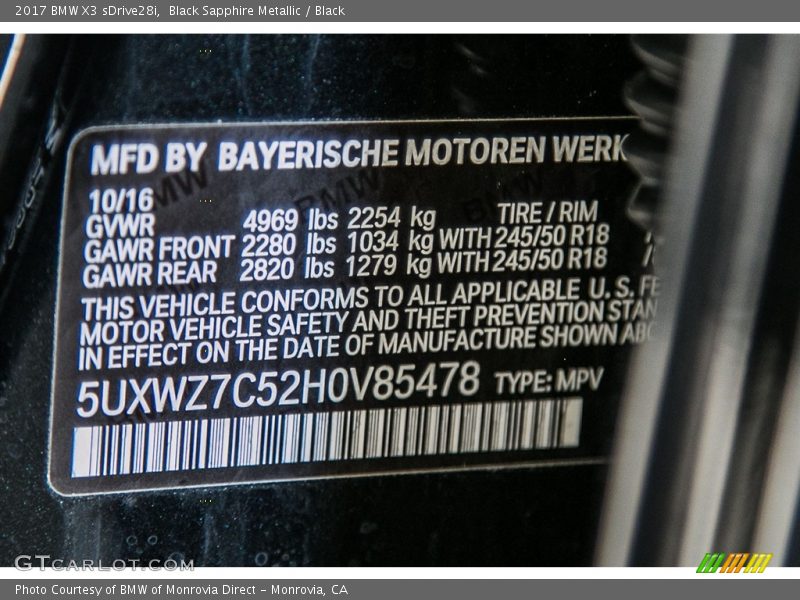 2017 BMW X3 sDrive28i,  Black Sapphire Metallic / Black
MFD BY BAYERISCHE MOTOREN WERK
10/16
GVWR 4969 lbs 2254 kg TIRE / RIM
GAWR FRONT 2280 lbs 1034 kg WITH 245/50 R18
GAWR REAR 2820 lbs 1279 kg WITH 245/50 R18
THIS VEHICLE CONFORMS TO ALL APPLICABLE U.S. FE
MOTOR VEHICLE SAFETY AND THEFT PREVENTION STAN
IN EFFECT ON THE DATE OF MANUFACTURE SHOWN AB
5UXWZ7C52H0V85478 TYPE: MPV
GTCARLOT.COM
Photo Courtesy of BMW of Monrovia Direct – Monrovia, CA